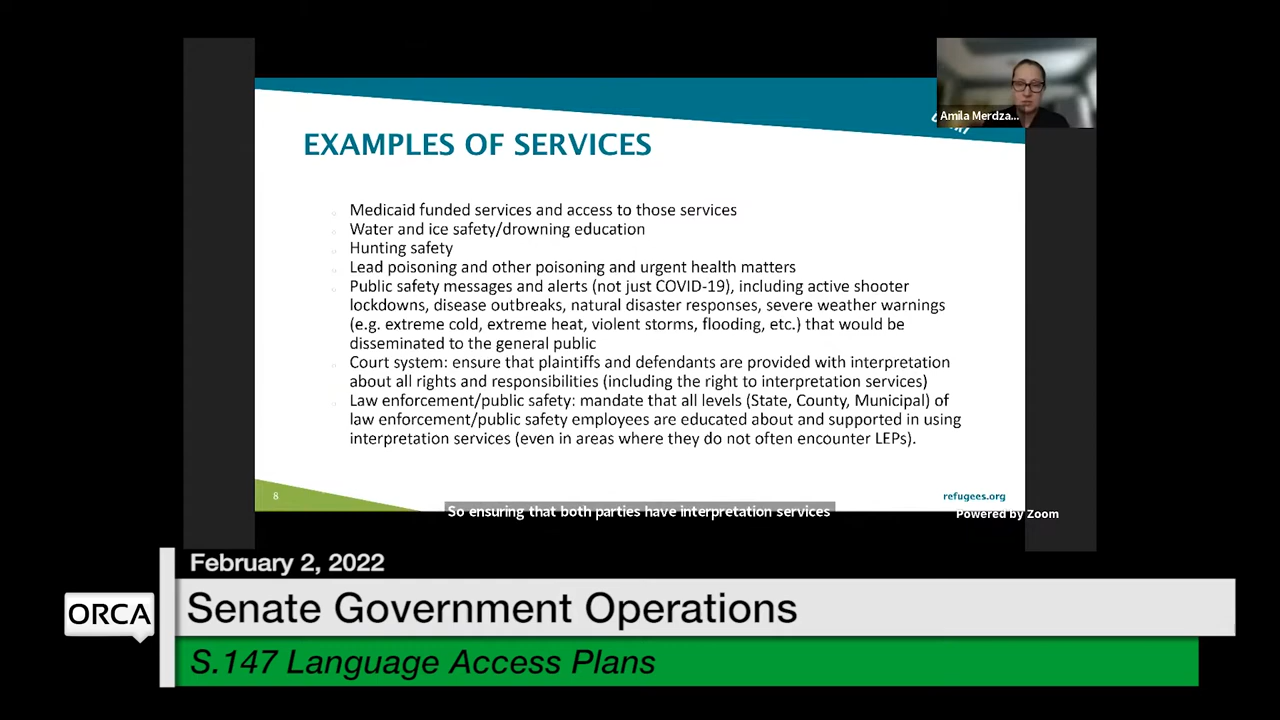 Amila Merdza...
EXAMPLES OF SERVICES
Medicaid funded services and access to those services
Water and ice safety/drowning education
Hunting safety
Lead poisoning and other poisoning and urgent health matters
Public safety messages and alerts (not just COVID-19), including active shooter
lockdowns, disease outbreaks, natural disaster responses, severe weather warnings
(e.g. extreme cold, extreme heat, violent storms, flooding, etc.) that would be
disseminated to the general public
Court system: ensure that plaintiffs and defendants are provided with interpretation
about all rights and responsibilities (including the right to interpretation services)
Law enforcement/public safety: mandate that all levels (State, County, Municipal) of
law enforcement/public safety employees are educated about and supported in using
interpretation services (even in areas where they do not often encounter LEPs).
8
refugees.org
So ensuring that both parties have interpretation services
Powered by Zoom
February 2, 2022
ORCA
Senate Government Operations
S.147 Language Access Plans